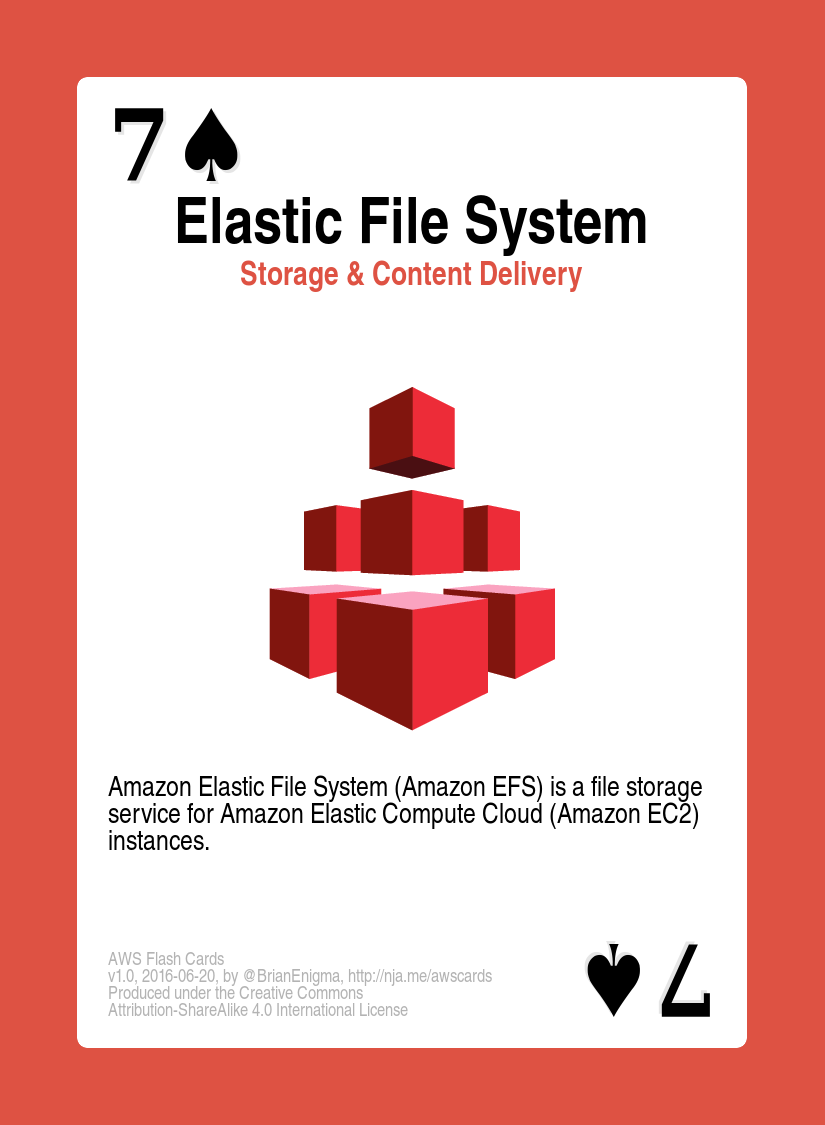 7♠
Elastic File System
Storage & Content Delivery
Amazon Elastic File System (Amazon EFS) is a file storage
service for Amazon Elastic Compute Cloud (Amazon EC2)
instances.
AWS Flash Cards
v1.0, 2016-06-20, by @BrianEnigma, http://nja.me/awscards
Produced under the Creative Commons
Attribution-ShareAlike 4.0 International License
7♠